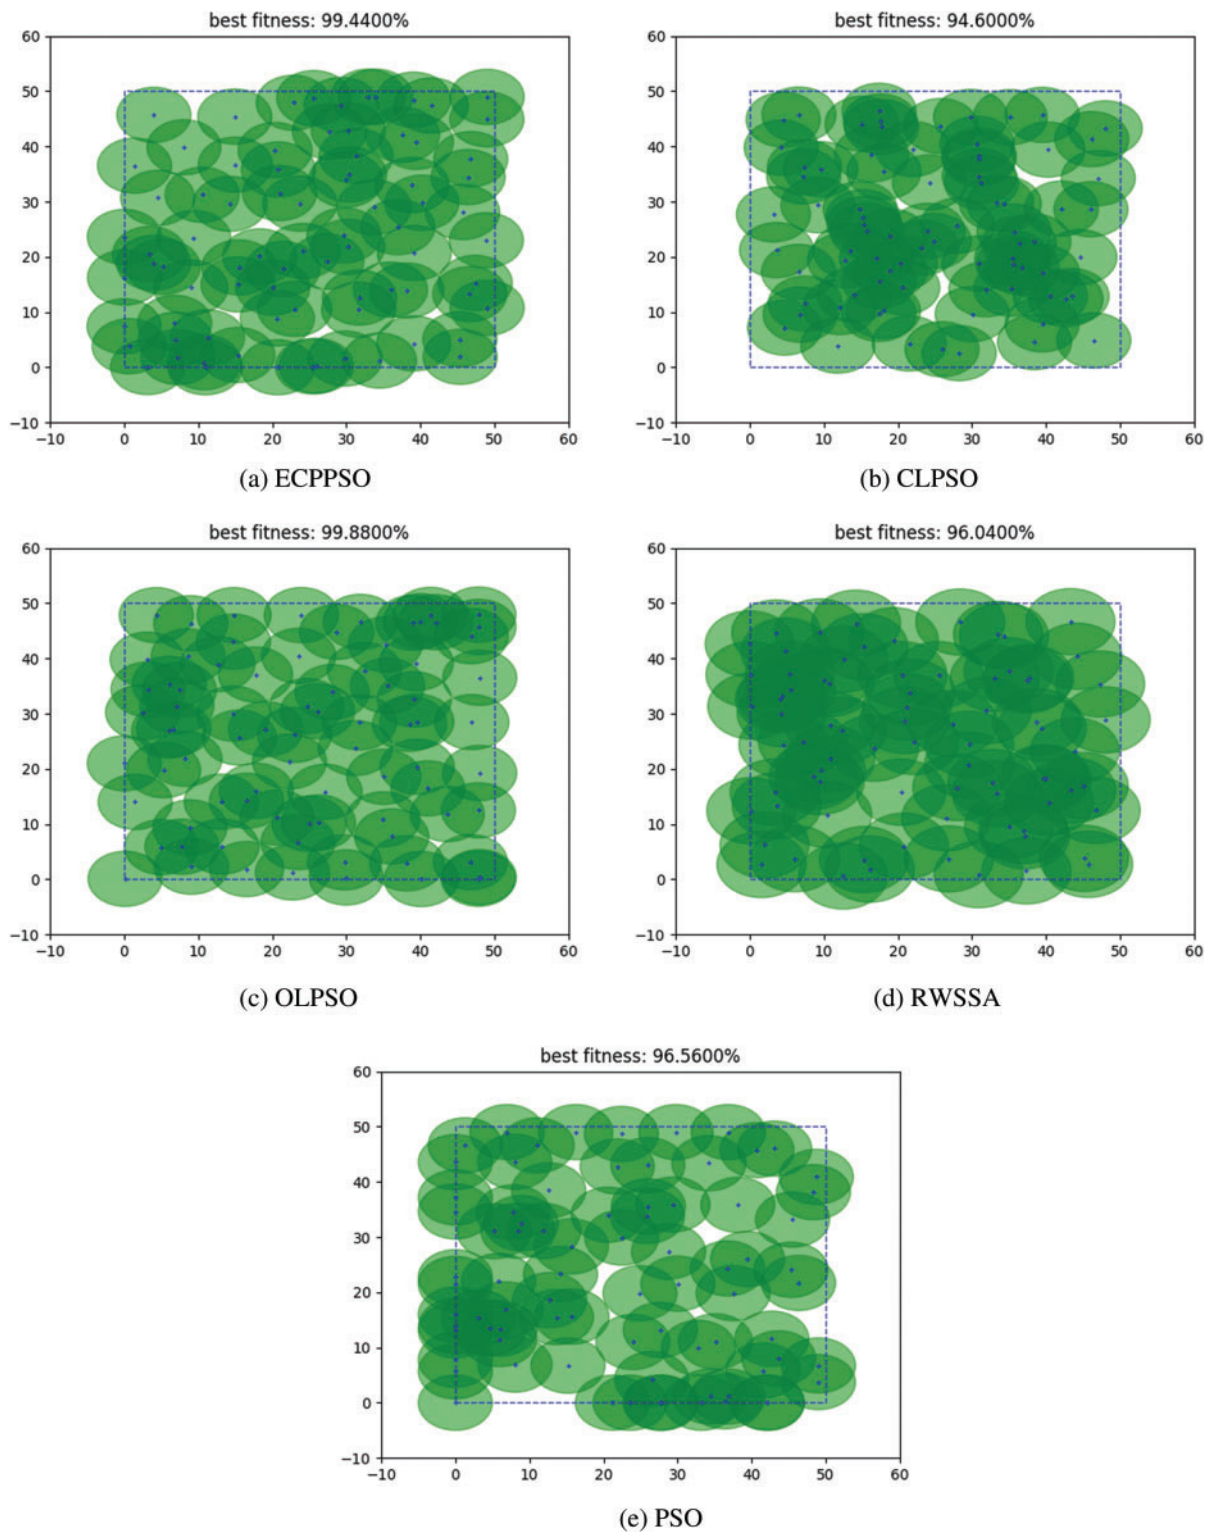 best fitness: 99.4400%
60
50
40
30
20
10
0
−10
−10 0 10 20 30 40 50 60
(a) ECPPSO
best fitness: 94.6000%
60
50
40
30
20
10
0
−10
−10 0 10 20 30 40 50 60
(b) CLPSO
best fitness: 99.8800%
60
50
40
30
20
10
0
−10
−10 0 10 20 30 40 50 60
(c) OLPSO
best fitness: 96.0400%
60
50
40
30
20
10
0
−10
−10 0 10 20 30 40 50 60
(d) RWSSA
best fitness: 96.5600%
60
50
40
30
20
10
0
−10
−10 0 10 20 30 40 50 60
(e) PSO